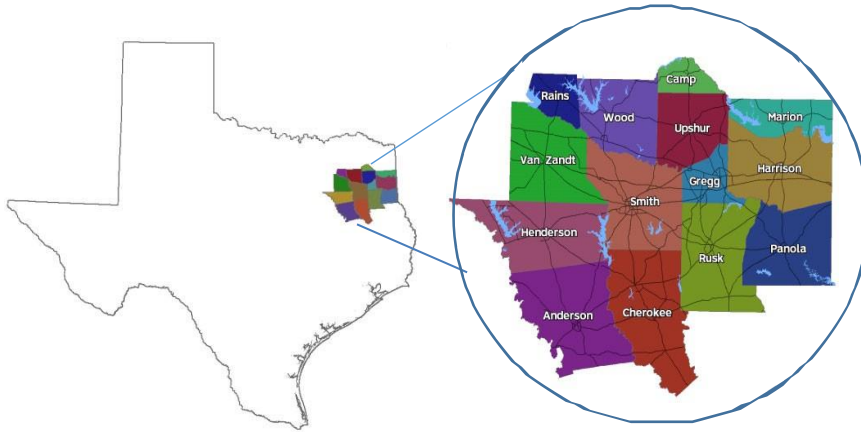 Camp
Rains
Wood
Marion
Upshur
Van Zandt
Harrison
Gregg
Smith
Henderson
Panola
Rusk
Anderson
Cherokee